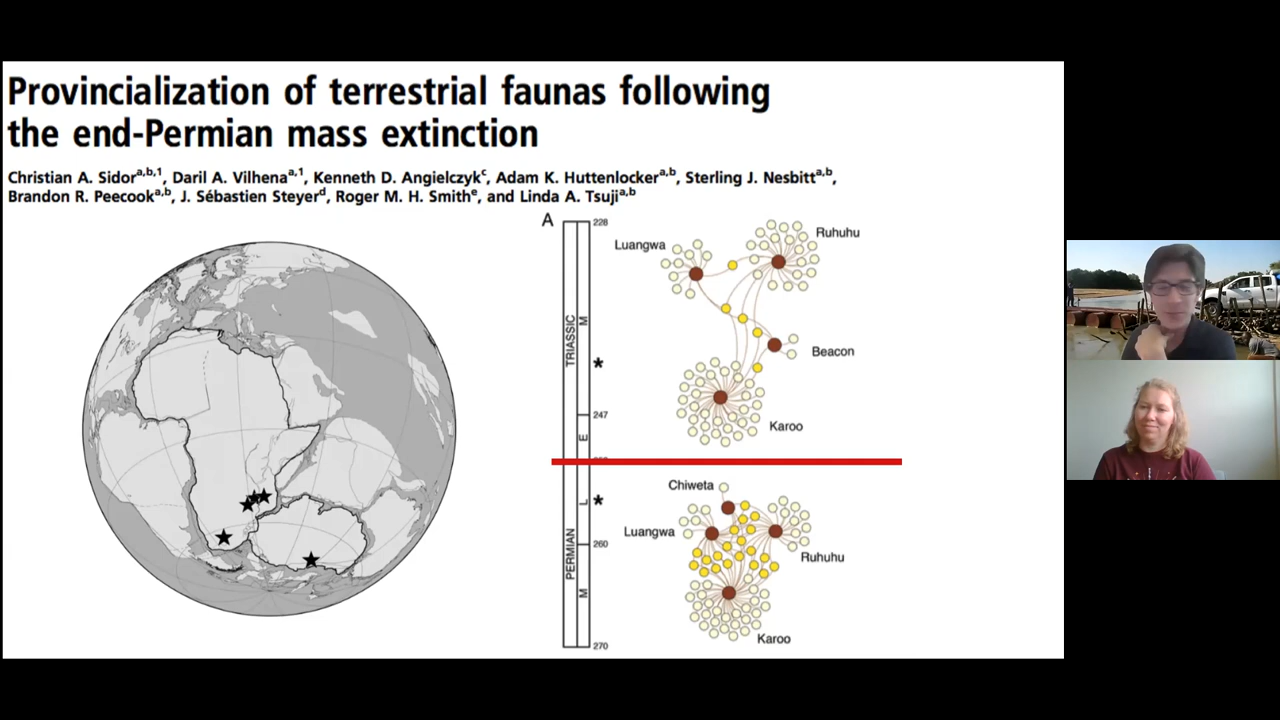 Provincialization of terrestrial faunas following
the end-Permian mass extinction
Christian A. Sidor^a,b,1, Daril A. Vilhena^a,1, Kenneth D. Angielczyk^c, Adam K. Huttenlocker^a,b, Sterling J. Nesbitt^a,b,
Brandon R. Peecook^a,b, J. Sébastien Steyer^d, Roger M. H. Smith^e, and Linda A. Tsuji^a,b
A
228
Luangwa
Ruhuhu
TRIASSIC
M
*
Beacon
247
Karoo
E
Chiweta
L
*
Luangwa
260
Ruhuhu
PERMIAN
M
Karoo
270